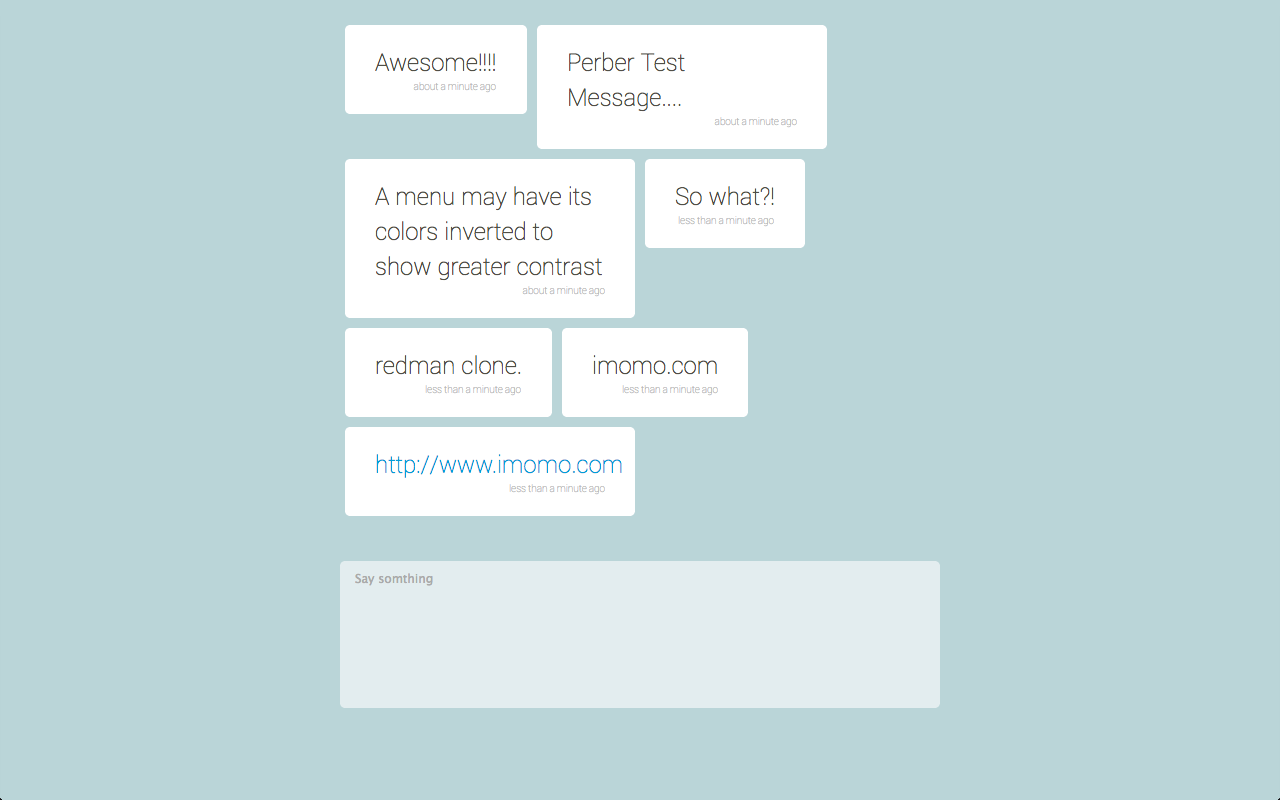 Awesome!!!!
about a minute ago
Perber Test
Message....
about a minute ago
A menu may have its
colors inverted to
show greater contrast
about a minute ago
So what?!
less than a minute ago
redman clone.
less than a minute ago
imomo.com
less than a minute ago
http://www.imomo.com
less than a minute ago
Say somthing